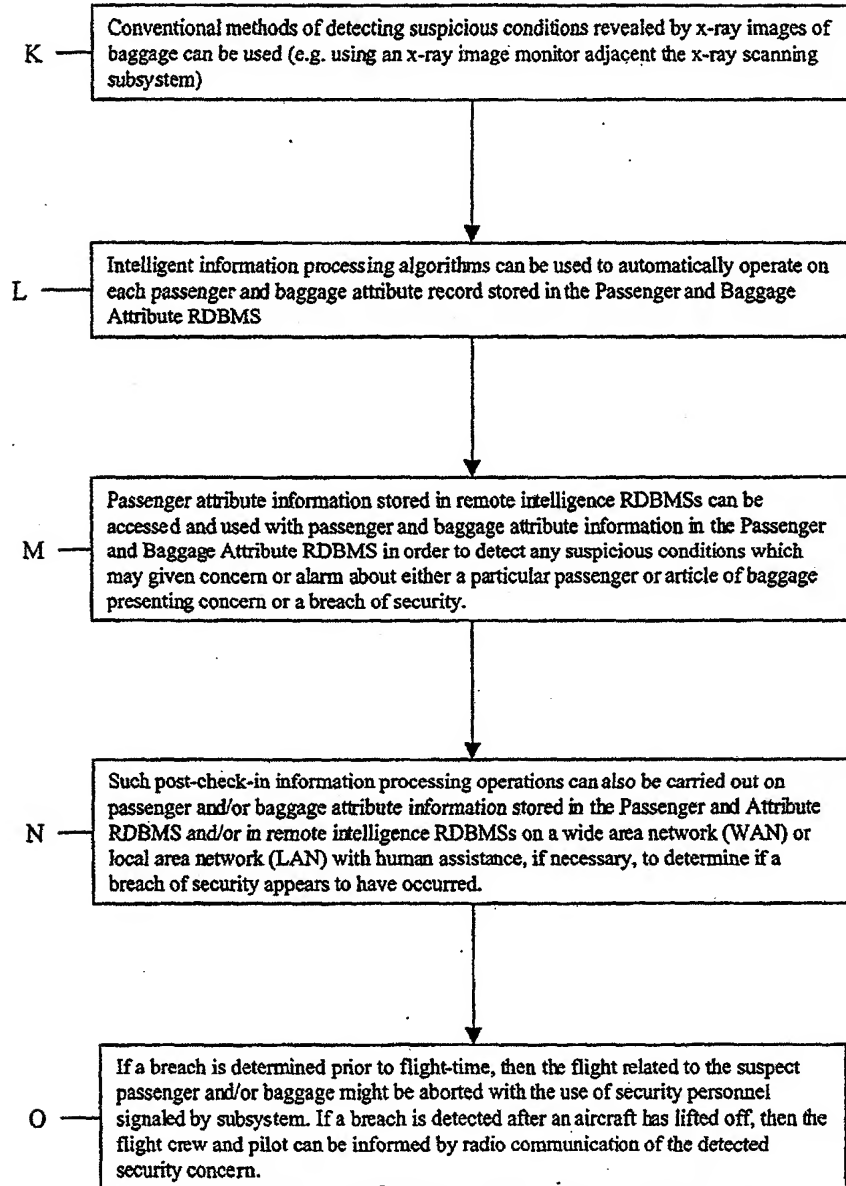 Conventional methods of detecting suspicious conditions revealed by x-ray images of
K
baggage can be used (e.g. using an x-ray image monitor adjacent the x-ray scanning
subsystem)
Intelligent information processing algorithms can be used to automatically operate on
L
each passenger and baggage attribute record stored in the Passenger and Baggage
Attribute RDBMS
Passenger attribute information stored in remote intelligence RDBMSs can be
accessed and used with passenger and baggage attribute information in the Passenger
M
and Baggage Attribute RDBMS in order to detect any suspicious conditions which
may given concern or alarm about either a particular passenger or article of baggage
presenting concern or a breach of security.
Such post-check-in information processing operations can also be carried out on
passenger and/or baggage attribute information stored in the Passenger and Attribute
N
RDBMS and/or in remote intelligence RDBMSs on a wide area network (WAN) or
local area network (LAN) with human assistance, if necessary, to determine if a
breach of security appears to have occurred.
If a breach is determined prior to flight-time, then the flight related to the suspect
passenger and/or baggage might be aborted with the use of security personnel
O
signaled by subsystem. If a breach is detected after an aircraft has lifted off, then the
flight crew and pilot can be informed by radio communication of the detected
security concern.